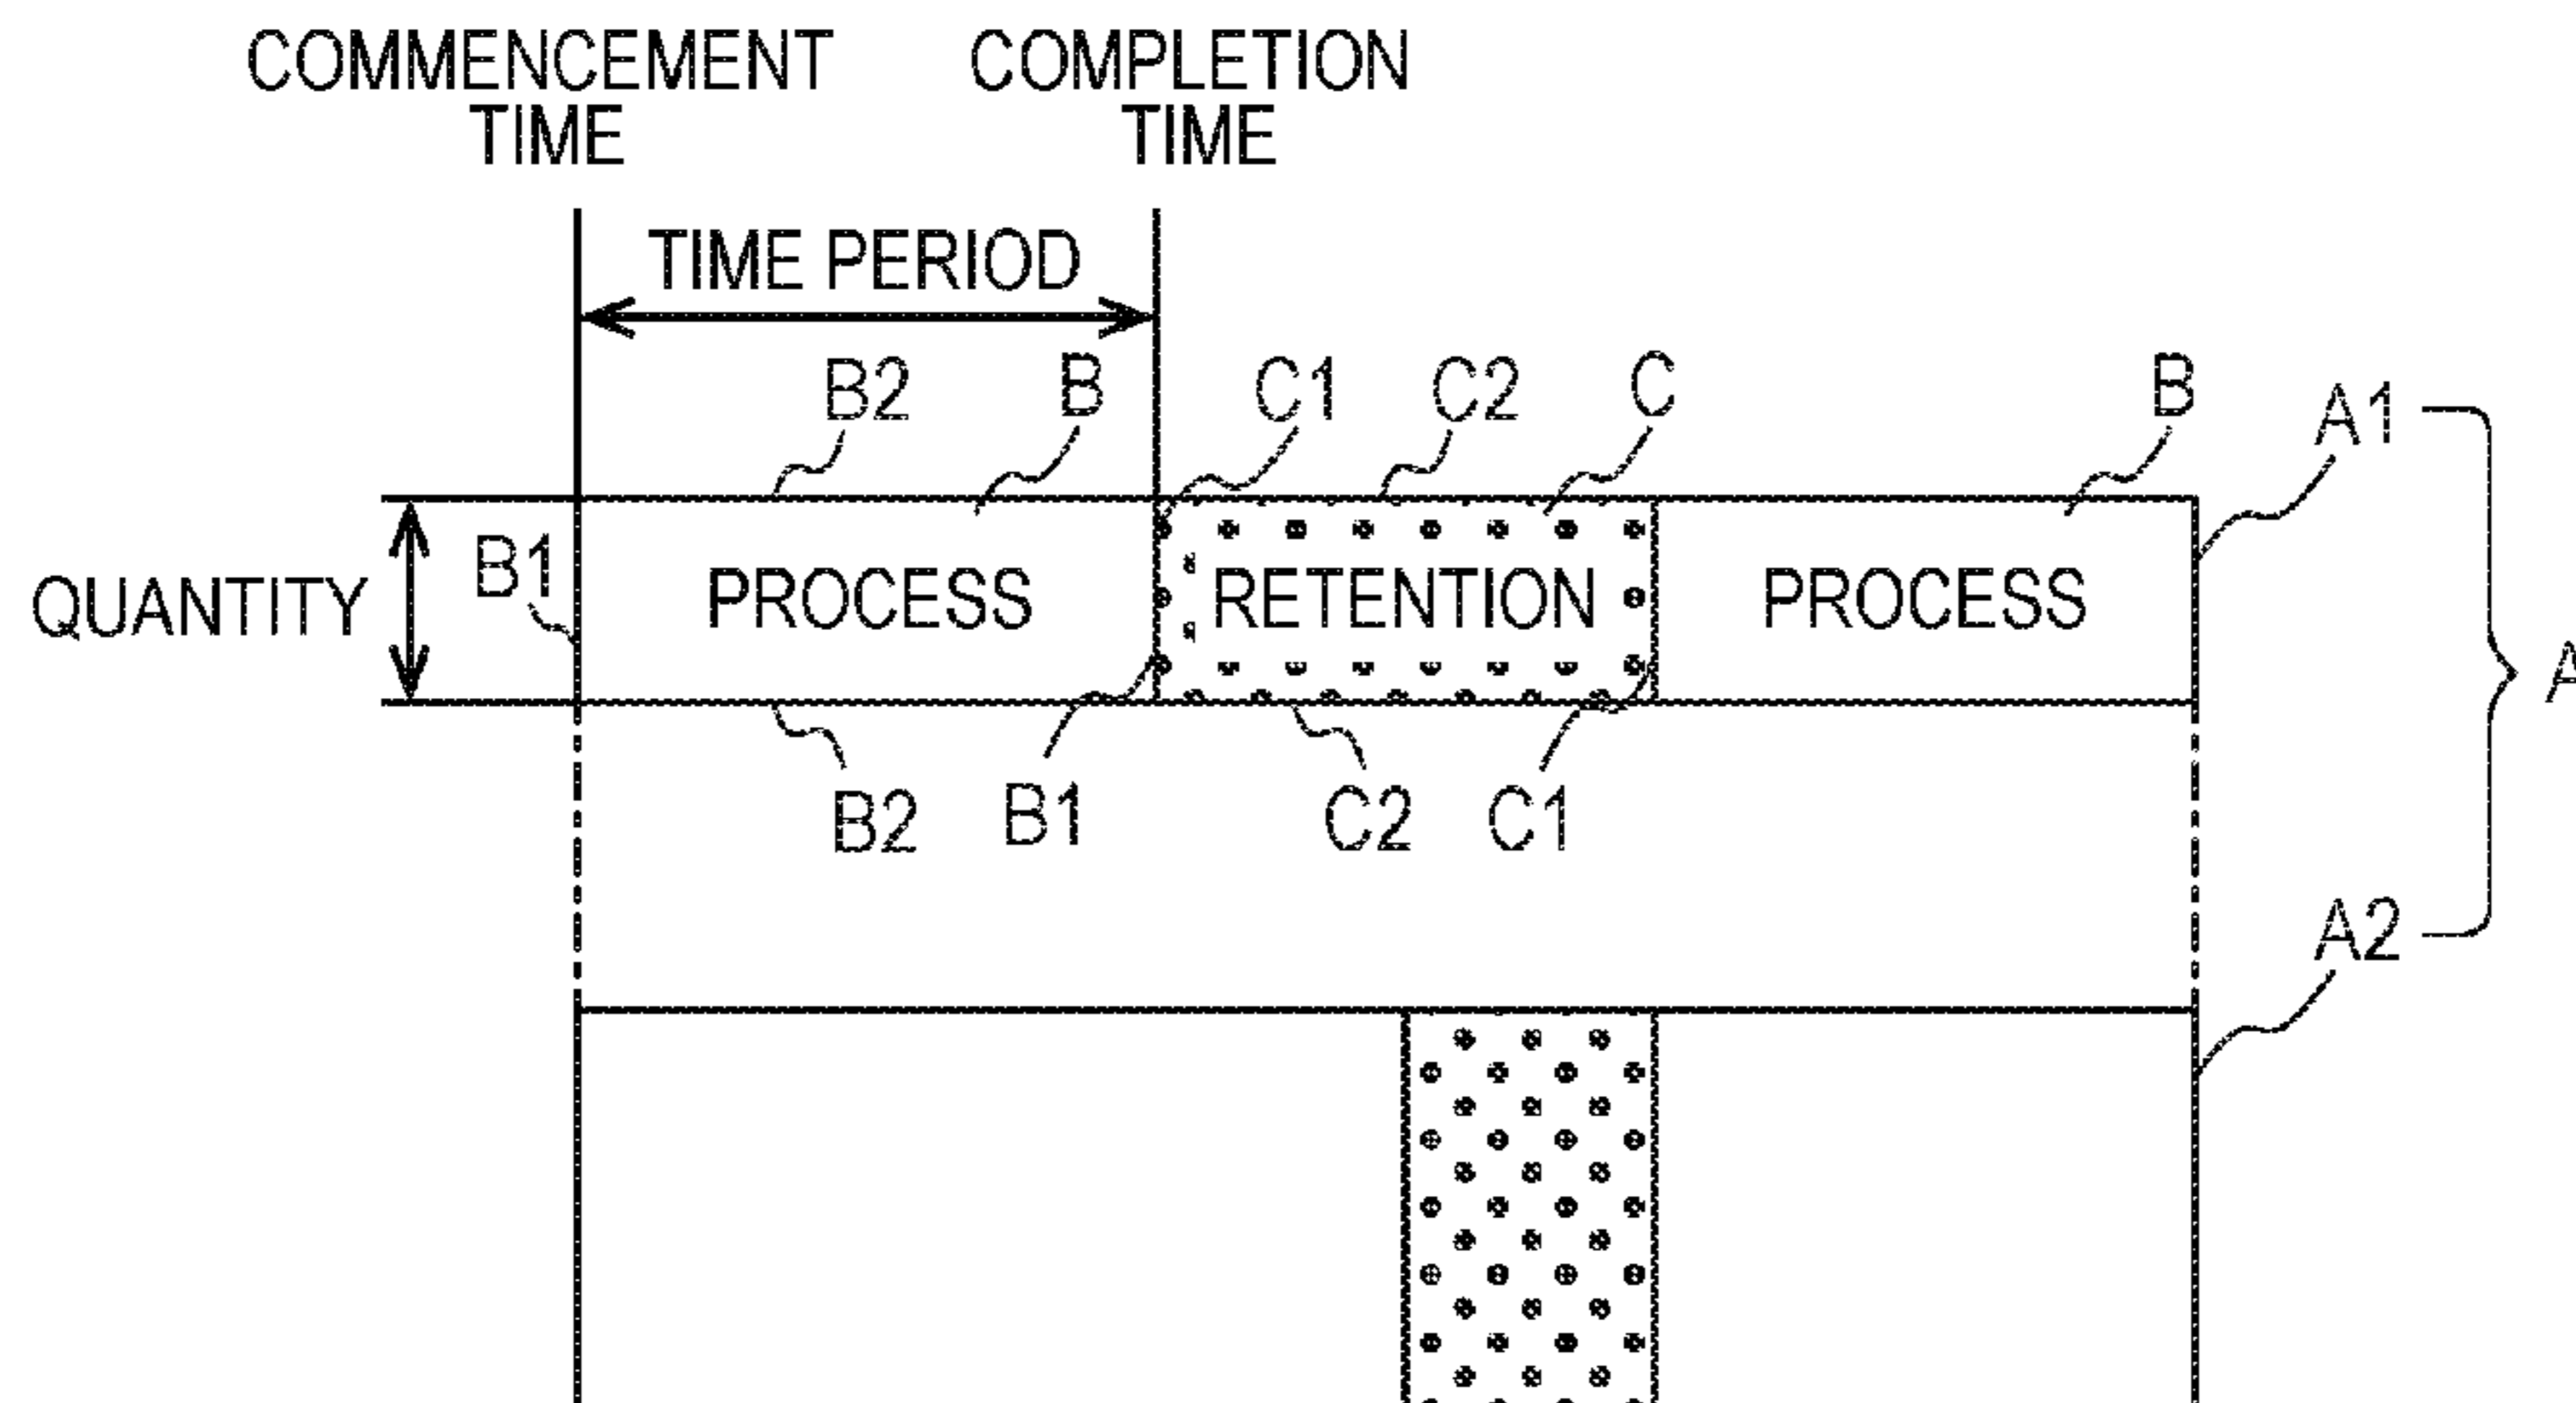 COMMENCEMENT
TIME
COMPLETION
TIME
TIME PERIOD
B2
B
C1
C2
C
B
A1
QUANTITY
B1
PROCESS
RETENTION
PROCESS
A
B2
B1
C2
C1
A2